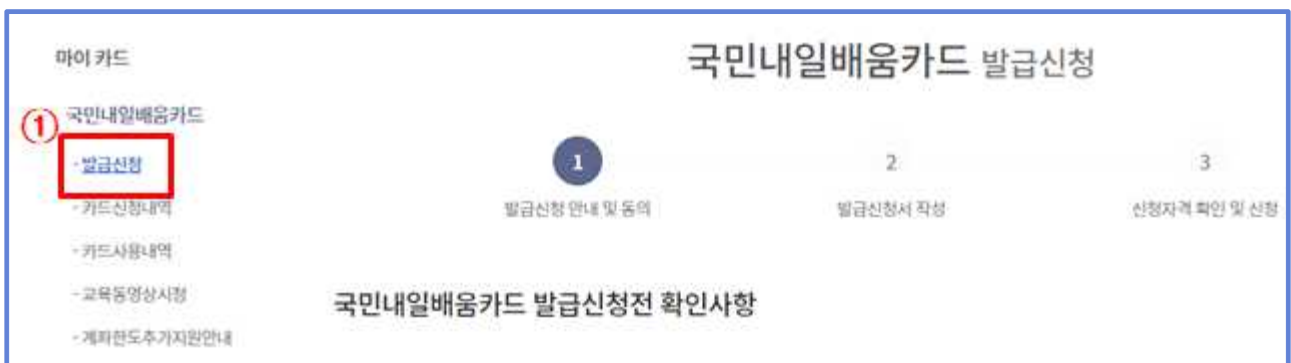 마이 카드
국민내일배움카드 발급신청
국민내일배움카드
①
- 발급신청
- 카드신청내역
- 카드사용내역
- 교육동영상시청
- 계좌한도추가지원안내
1
발급신청 안내 및 동의
2
발급신청서 작성
3
신청자격 확인 및 신청
국민내일배움카드 발급신청전 확인사항